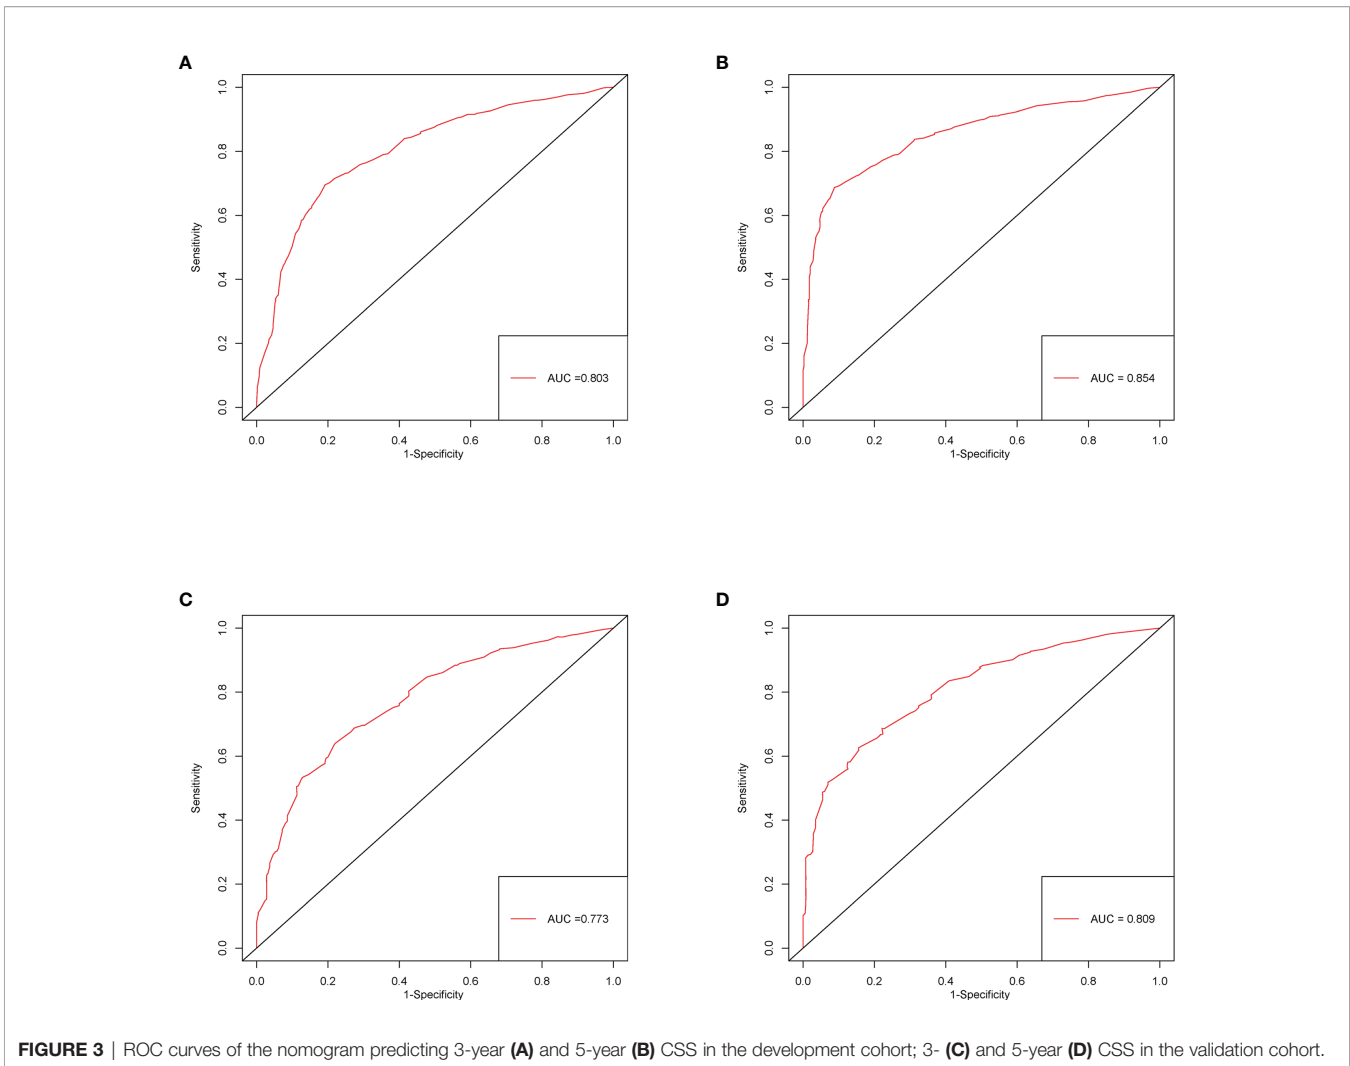 A
1.0
0.8
0.6
0.4
0.2
0.0
Sensitivity
AUC =0.803
0.0 0.2 0.4 0.6 0.8 1.0
1-Specificity
B
1.0
0.8
0.6
0.4
0.2
0.0
Sensitivity
AUC = 0.854
0.0 0.2 0.4 0.6 0.8 1.0
1-Specificity
C
1.0
0.8
0.6
0.4
0.2
0.0
Sensitivity
AUC =0.773
0.0 0.2 0.4 0.6 0.8 1.0
1-Specificity
D
1.0
0.8
0.6
0.4
0.2
0.0
Sensitivity
AUC = 0.809
0.0 0.2 0.4 0.6 0.8 1.0
1-Specificity
FIGURE 3 | ROC curves of the nomogram predicting 3-year (A) and 5-year (B) CSS in the development cohort; 3- (C) and 5-year (D) CSS in the validation cohort.